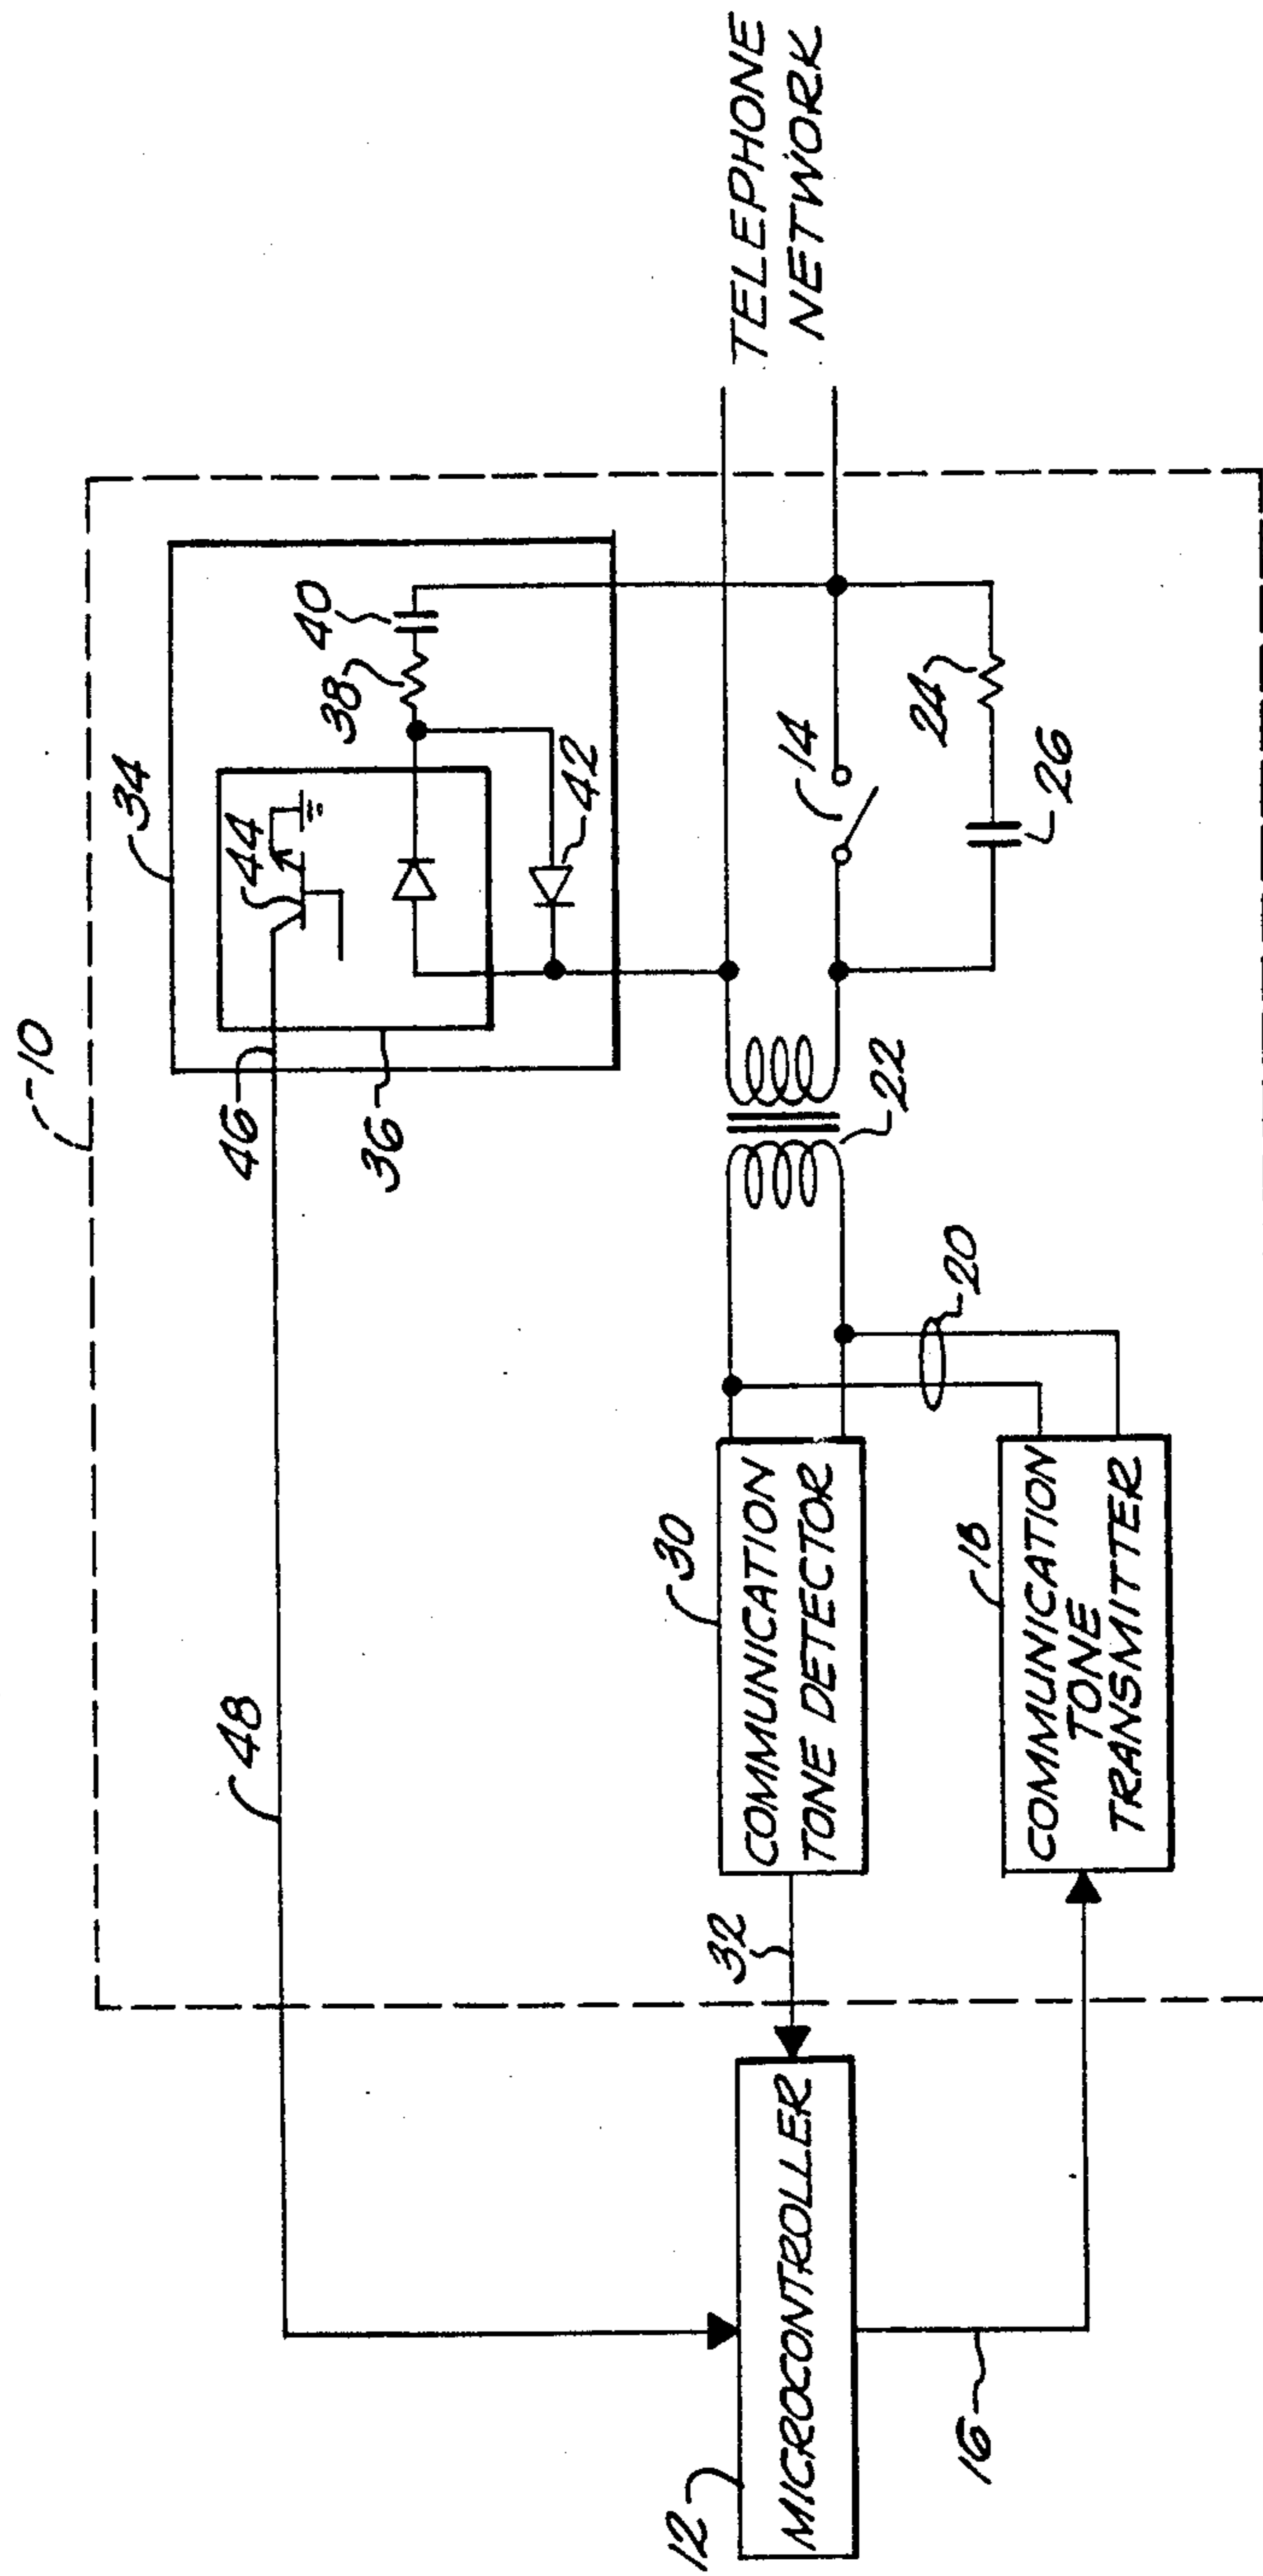 10
34
44
46
36
38
40
42
48
TELEPHONE
NETWORK
14
22
24
26
20
30
COMMUNICATION
TONE DETECTOR
32
18
COMMUNICATION
TONE
TRANSMITTER
12
MICROCONTROLLER
16